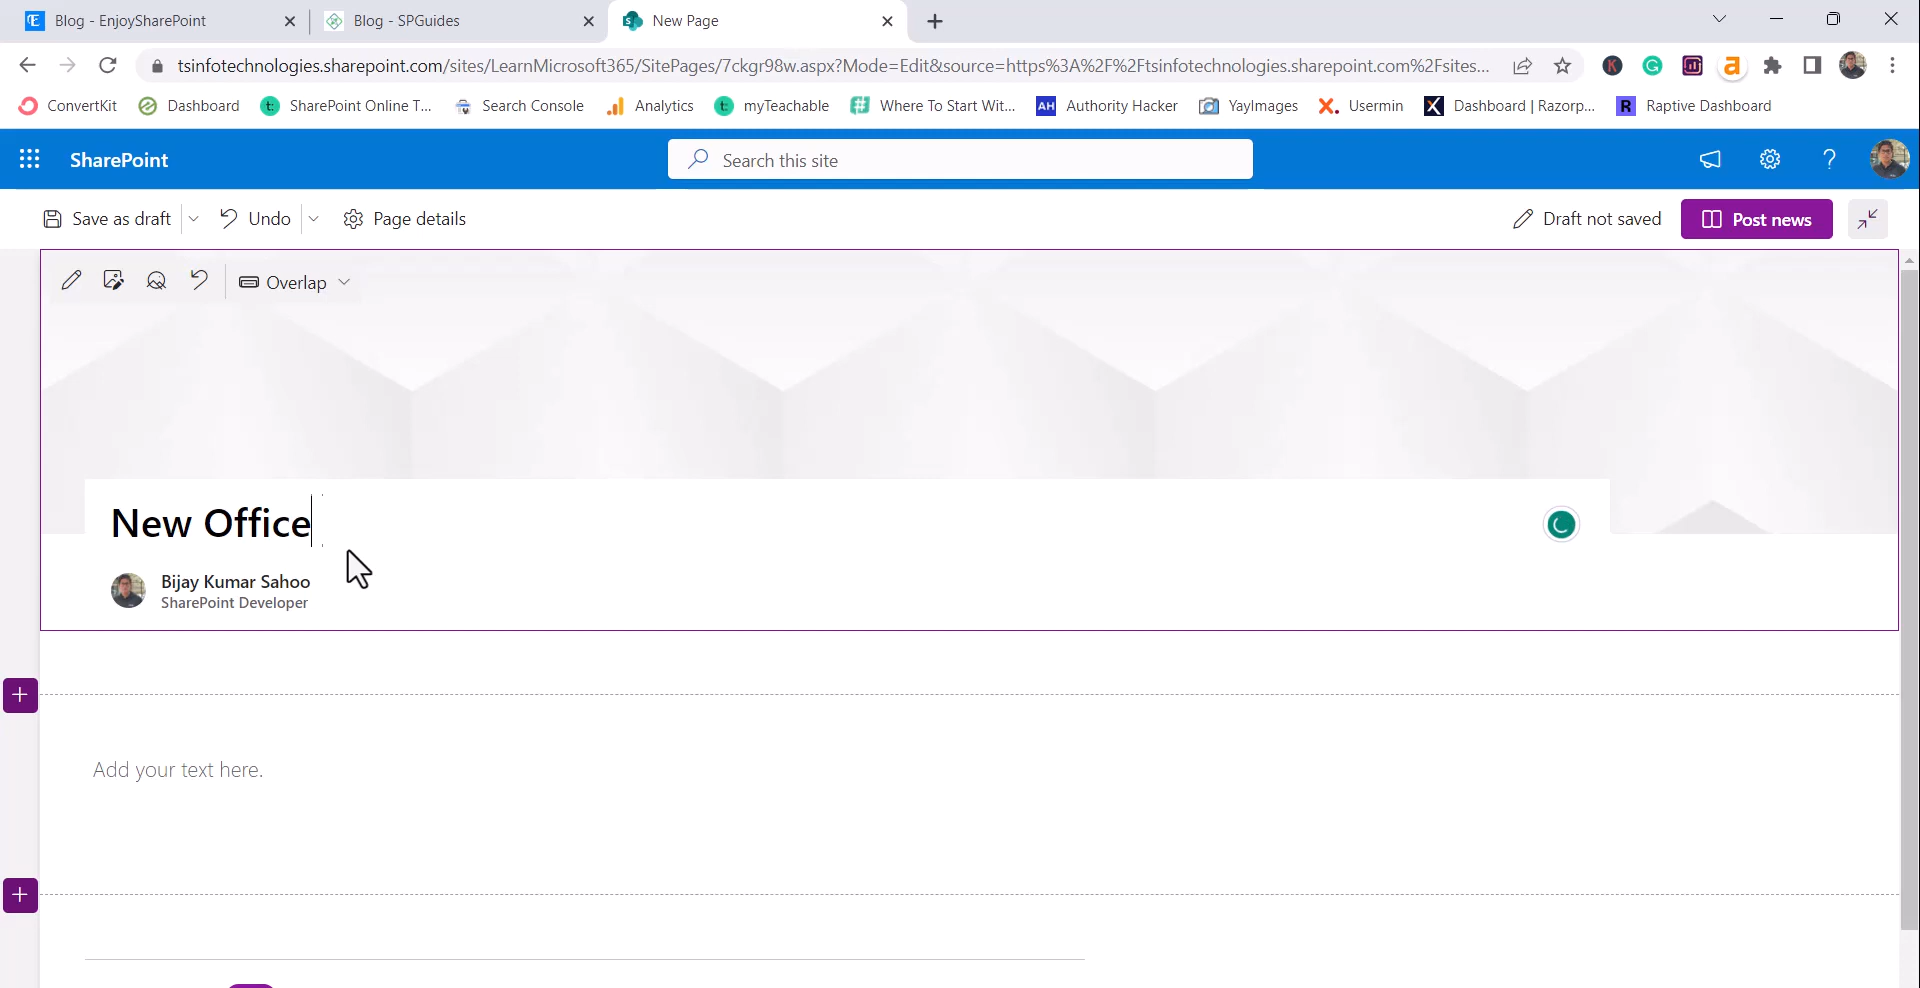 Blog - EnjoySharePoint
Blog - SPGuides
New Page
tsinfotechnologies.sharepoint.com/sites/LearnMicrosoft365/SitePages/7ckgr98w.aspx?Mode=Edit&source=https%3A%2F%2Ftsinfotechnologies.sharepoint.com%2Fsites...
ConvertKit
Dashboard
SharePoint Online T...
Search Console
Analytics
myTeachable
Where To Start Wit...
AH Authority Hacker
YayImages
Usermin
Dashboard | Razorp...
R Raptive Dashboard
SharePoint
Search this site
Save as draft
Undo
Page details
Draft not saved
Post news
Overlap
New Office
Bijay Kumar Sahoo
SharePoint Developer
Add your text here.